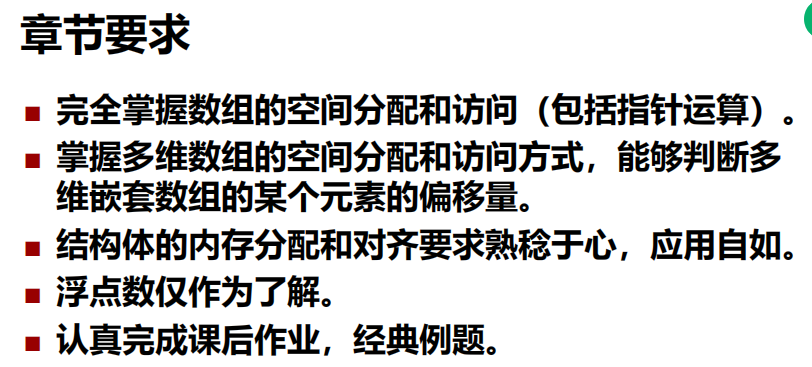 章节要求
完全掌握数组的空间分配和访问（包括指针运算）。
掌握多维数组的空间分配和访问方式，能够判断多
维嵌套数组的某个元素的偏移量。
结构体的内存分配和对齐要求熟稔于心，应用自如。
浮点数仅作为了解。
认真完成课后作业，经典例题。